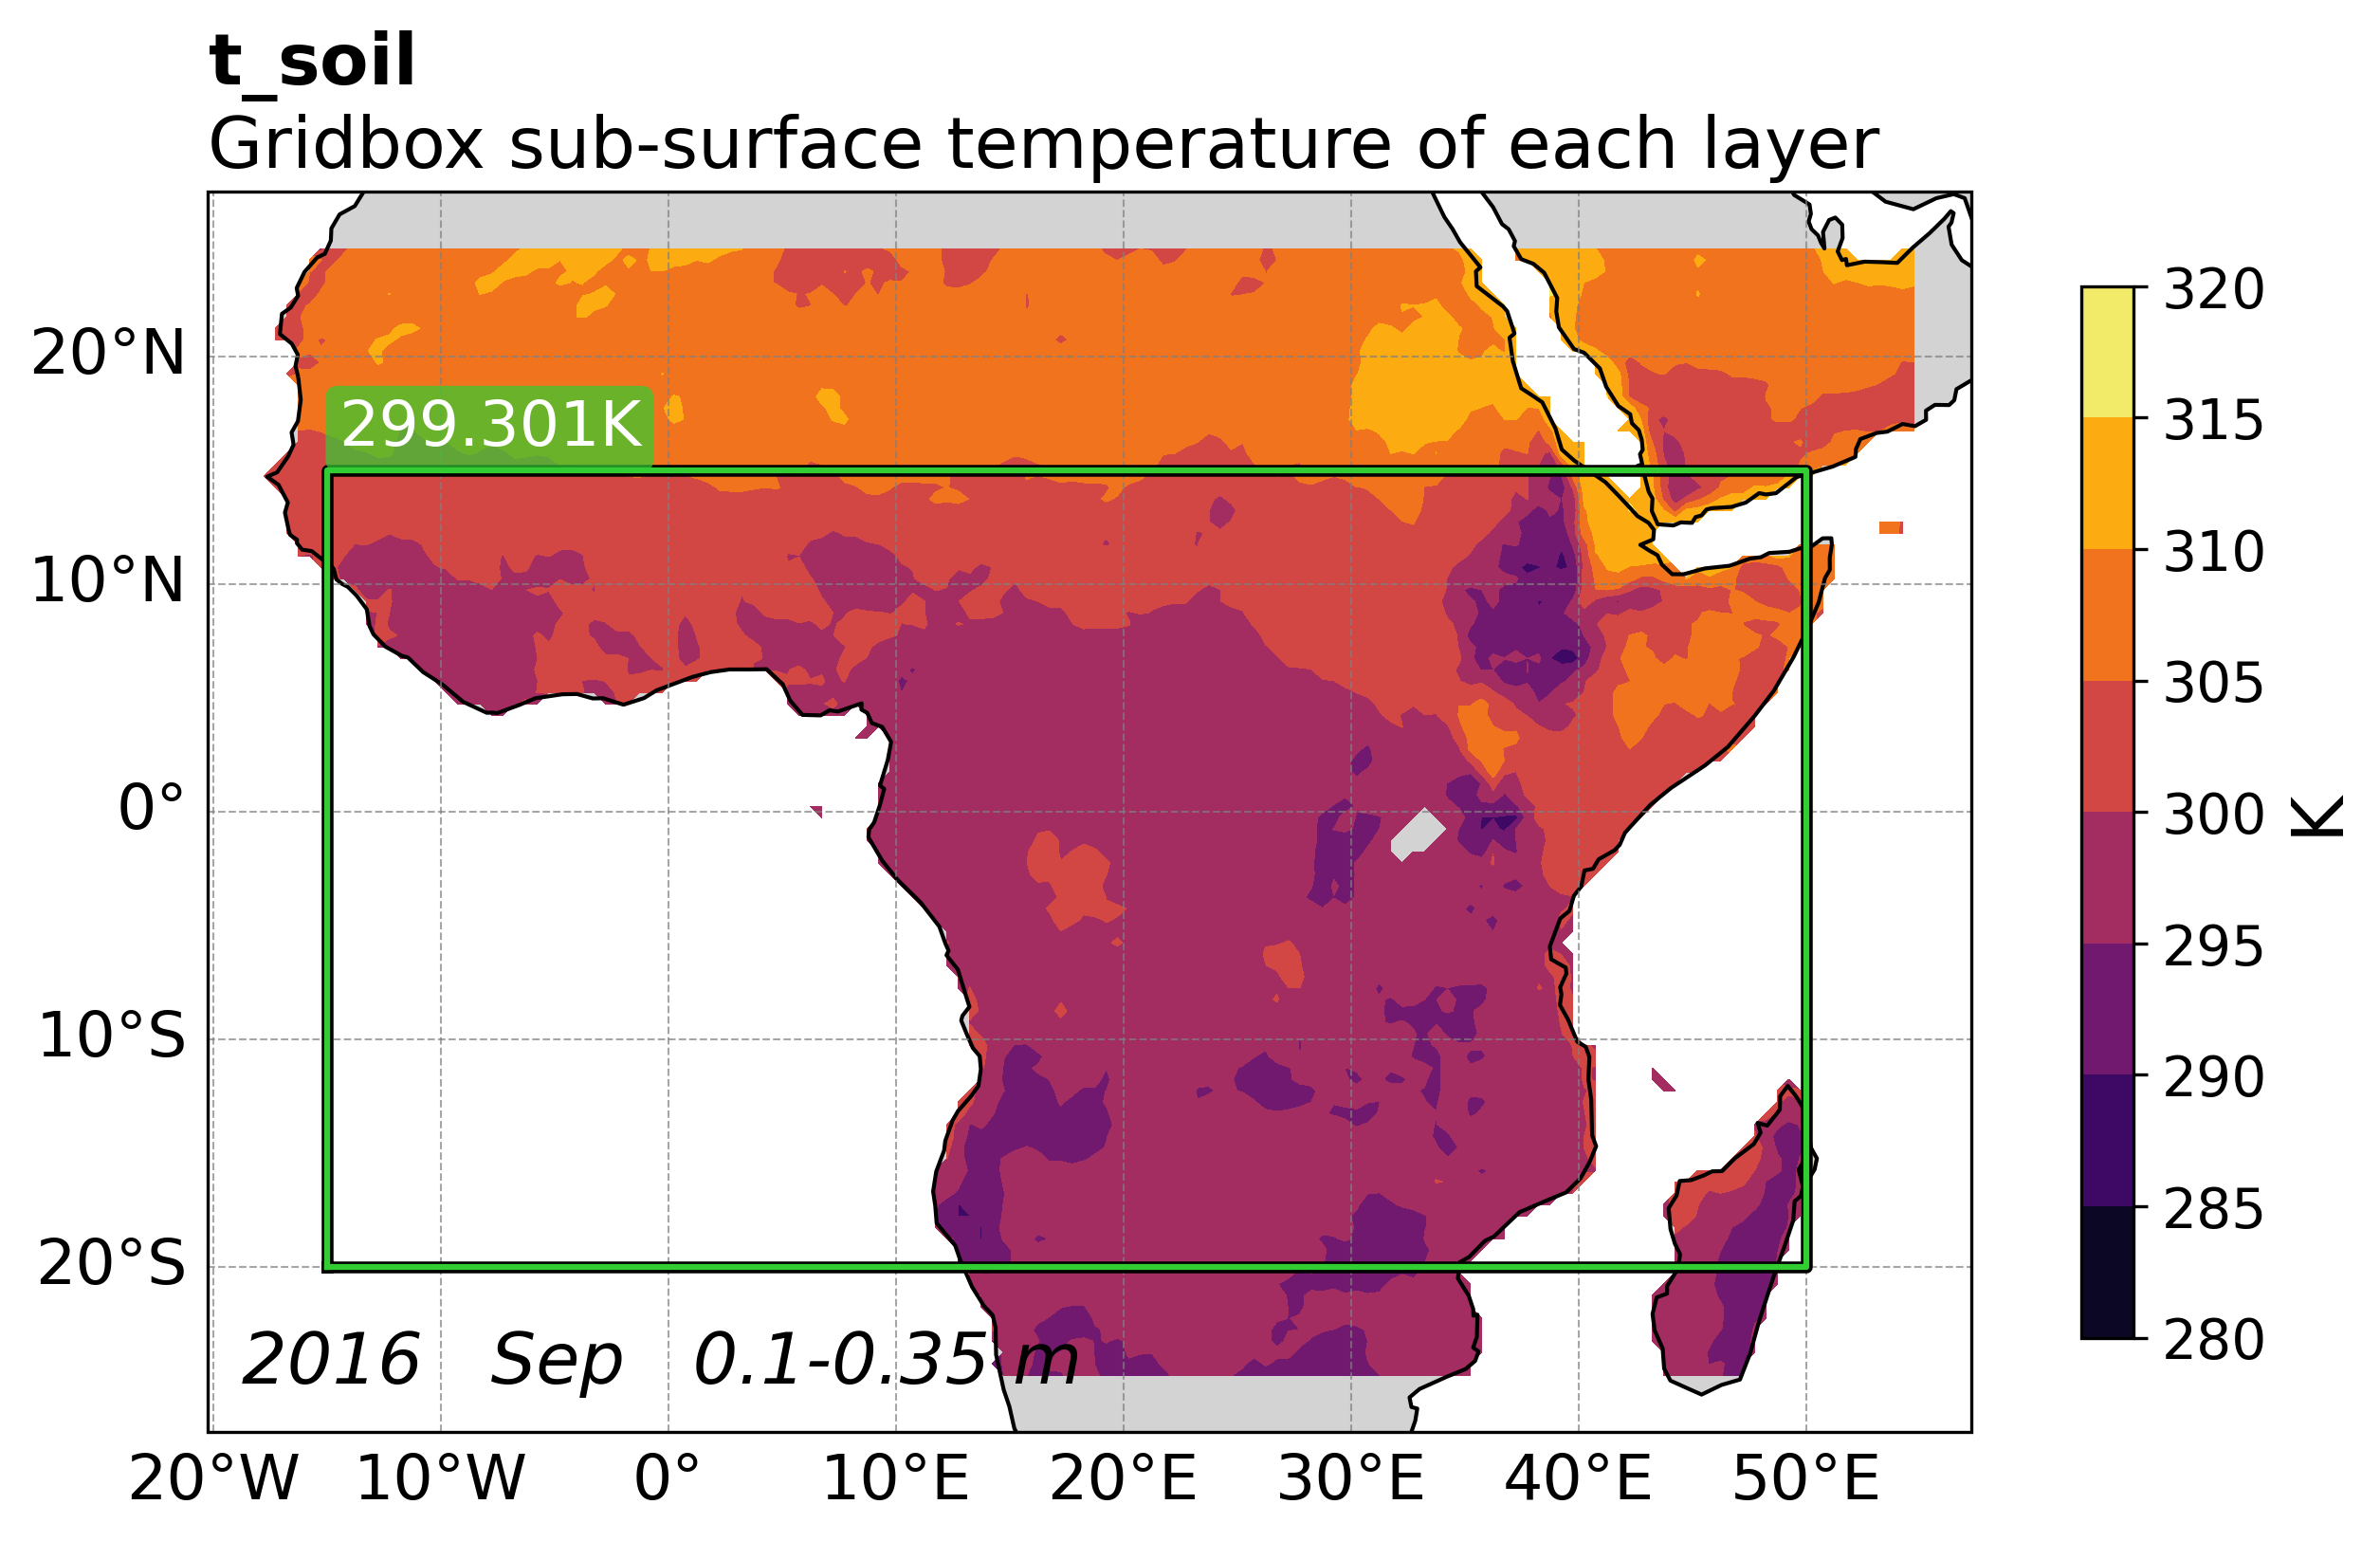 t_soil
Gridbox sub-surface temperature of each layer
320
20°N
315
299.301K
310
10°N
305
0°
300
K
295
10°S
290
285
20°S
280
2016 Sep 0.1-0.35 m
20°W 10°W 0° 10°E 20°E 30°E 40°E 50°E